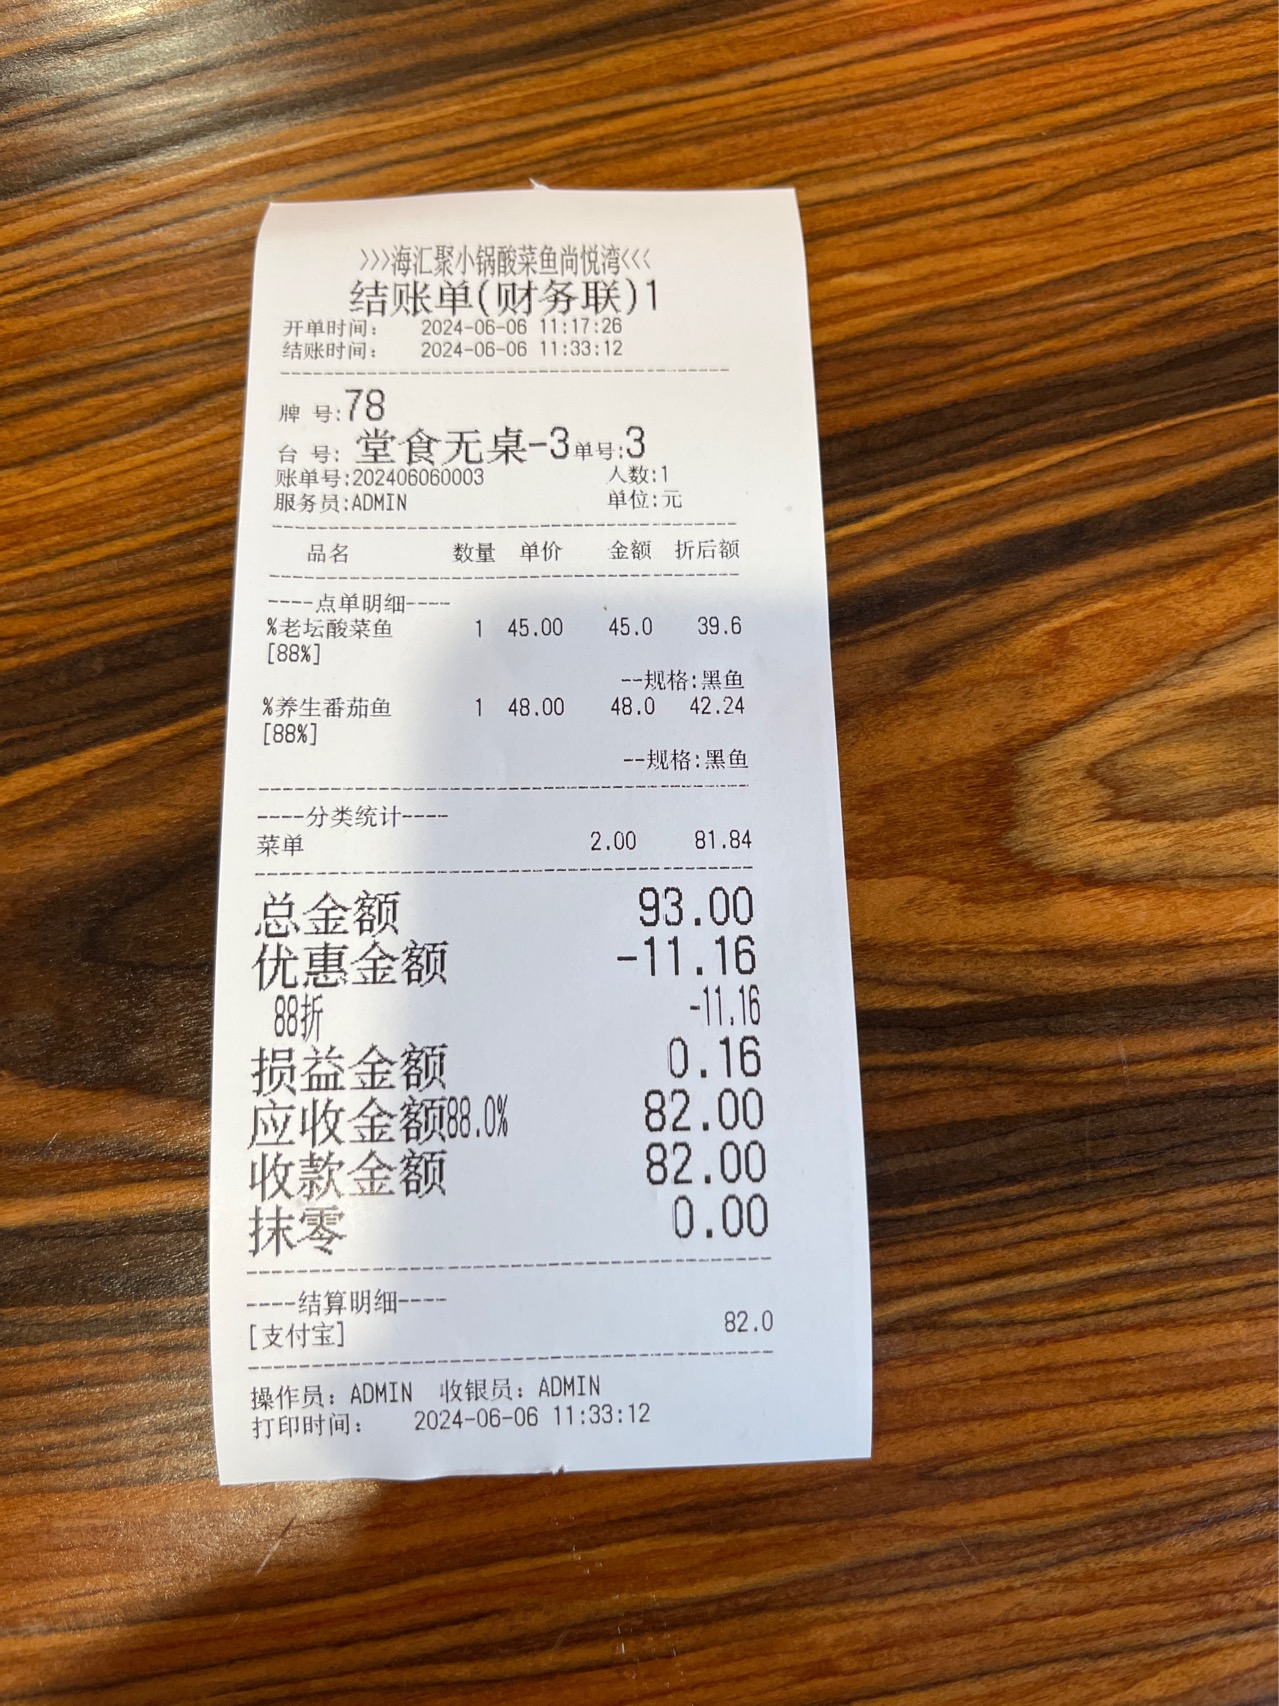 >>>海汇聚小锅酸菜鱼尚悦湾<<<
结账单(财务联)1
开单时间: 2024-06-06 11:17:26
结账时间: 2024-06-06 11:33:12
牌 号:78
台 号: 堂食无桌-3单号:3
账单号:202406060003 人数:1
服务员:ADMIN 单位:元
品名 数量 单价 金额 折后额
----点单明细----
%老坛酸菜鱼 1 45.00 45.0 39.6
[88%]
--规格:黑鱼
%养生番茄鱼 1 48.00 48.0 42.24
[88%]
--规格:黑鱼
----分类统计----
菜单 2.00 81.84
总金额 93.00
优惠金额 -11.16
88折 -11.16
损益金额 0.16
应收金额88.0% 82.00
收款金额 82.00
抹零 0.00
----结算明细----
[支付宝] 82.0
操作员: ADMIN 收银员: ADMIN
打印时间: 2024-06-06 11:33:12